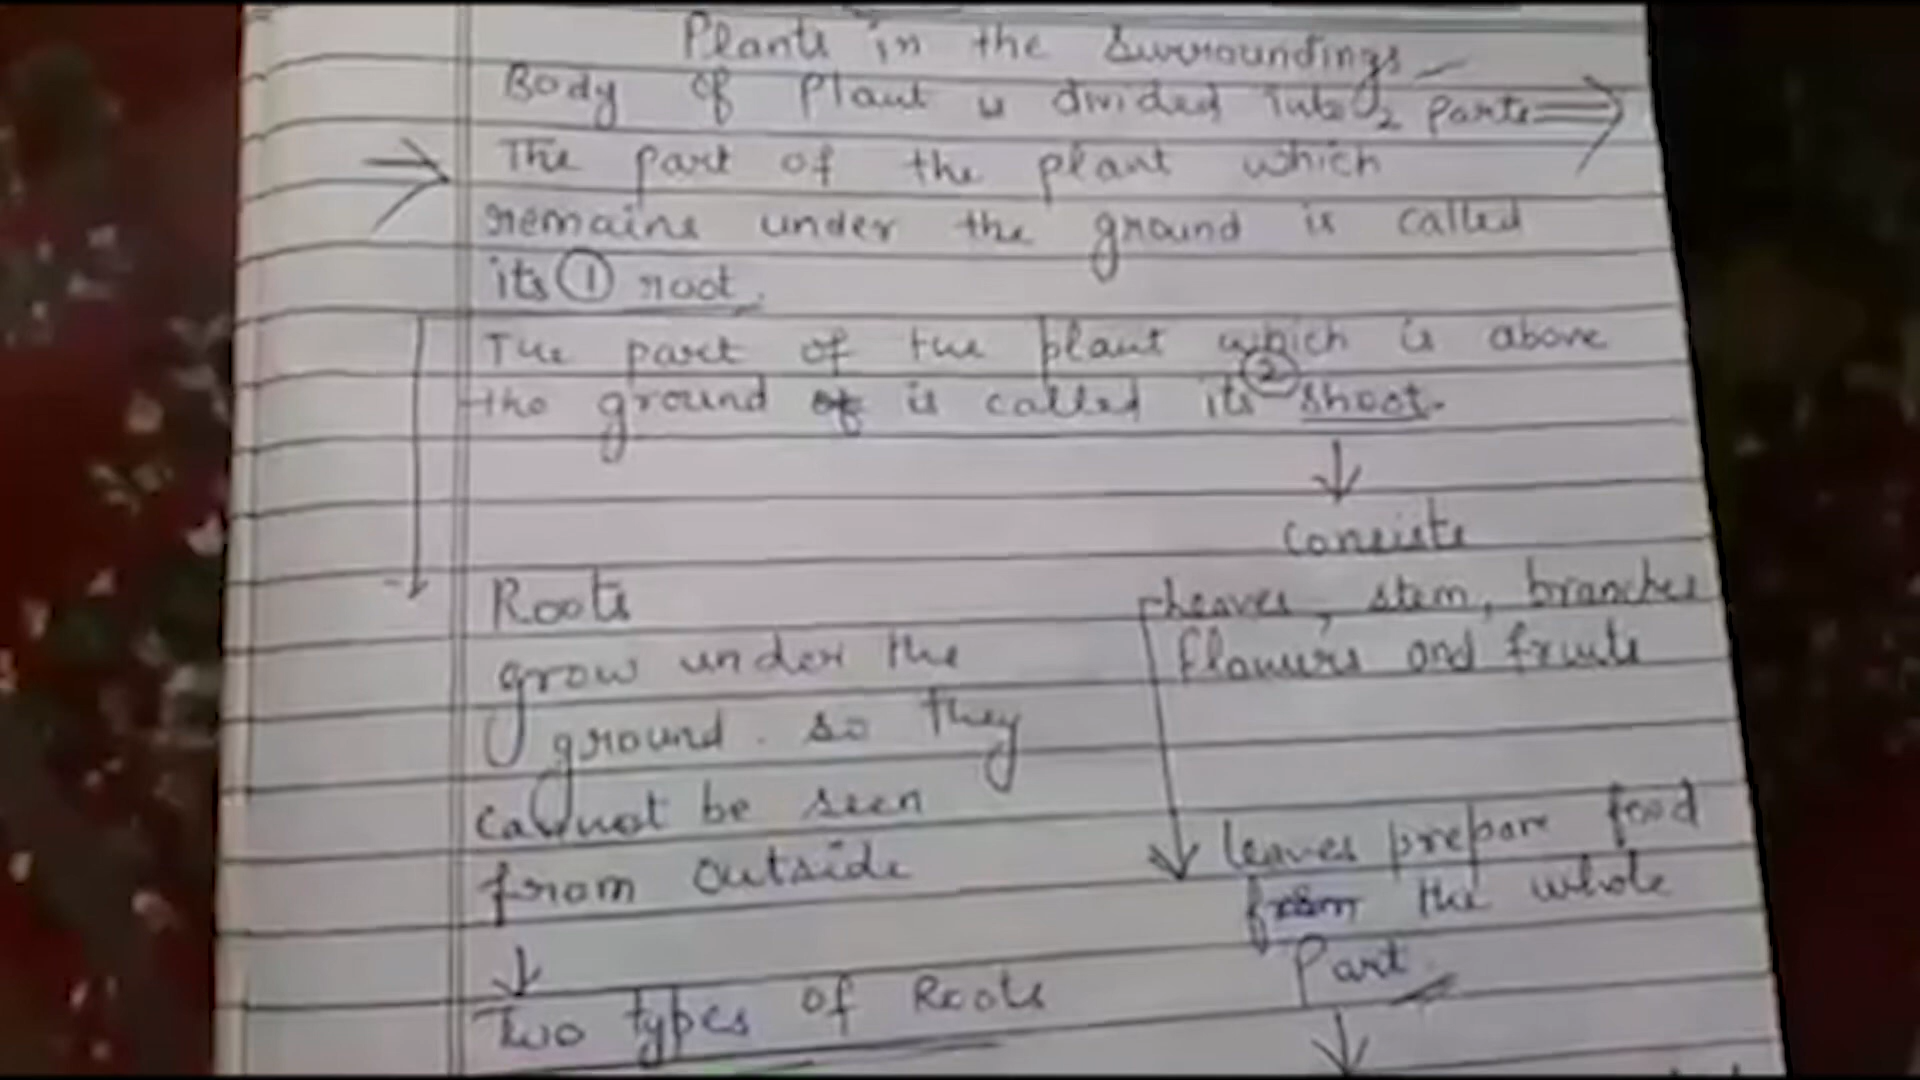 Plants in the Surroundings
Body of Plant is divided into 2 Parts
The part of the plant which
remains under the ground is called
its ① root.
The part of the plant which is above
the ground is called its ② shoot.
Consists
Roots
grow under the
ground. so they
cannot be seen
from outside
Two types of Roots
Leaves, stem, branches
flowers and fruits
leaves prepare food
from the whole
Part